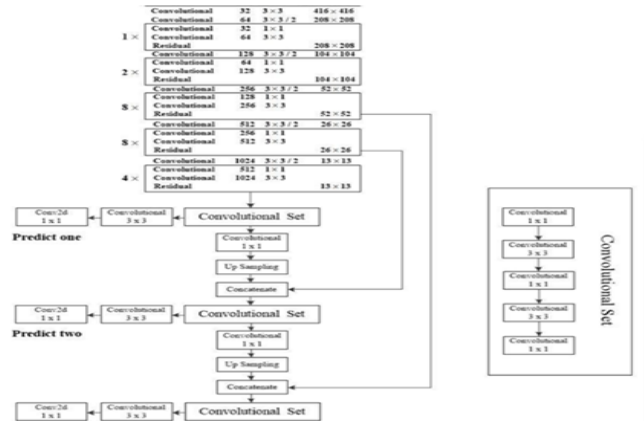 Convolutional 32 3×3 416×416
Convolutional 64 3×3/2 208×208
Convolutional 32 1×1
1× Convolutional 64 3×3
Residual 208×208
Convolutional 128 3×3/2 104×104
Convolutional 64 1×1
2× Convolutional 128 3×3
Residual 104×104
Convolutional 256 3×3/2 52×52
Convolutional 128 1×1
8× Convolutional 256 3×3
Residual 52×52
Convolutional 512 3×3/2 26×26
Convolutional 256 1×1
8× Convolutional 512 3×3
Residual 26×26
Convolutional 1024 3×3/2 13×13
Convolutional 512 1×1
4× Convolutional 1024 3×3
Residual 13×13
Conv2d
1 x 1
Convolutional
3 x 3
Convolutional Set
Predict one
Convolutional
1 x 1
Up Sampling
Concatenate
Conv2d
1 x 1
Convolutional
3 x 3
Convolutional Set
Predict two
Convolutional
1 x 1
Up Sampling
Concatenate
Conv2d
1 x 1
Convolutional
3 x 3
Convolutional Set
Convolutional
1 x 1
Convolutional
3 x 3
Convolutional
1 x 1
Convolutional
3 x 3
Convolutional
1 x 1
Convolutional Set